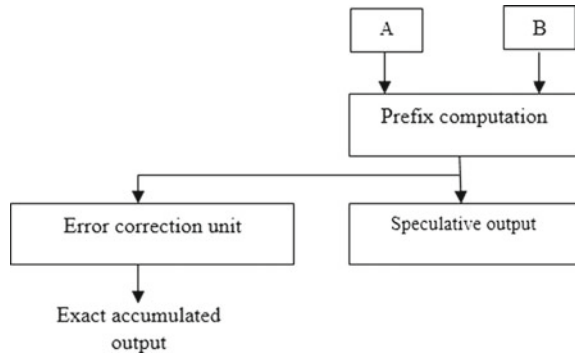 A
B
Prefix computation
Error correction unit
Speculative output
Exact accumulated
output